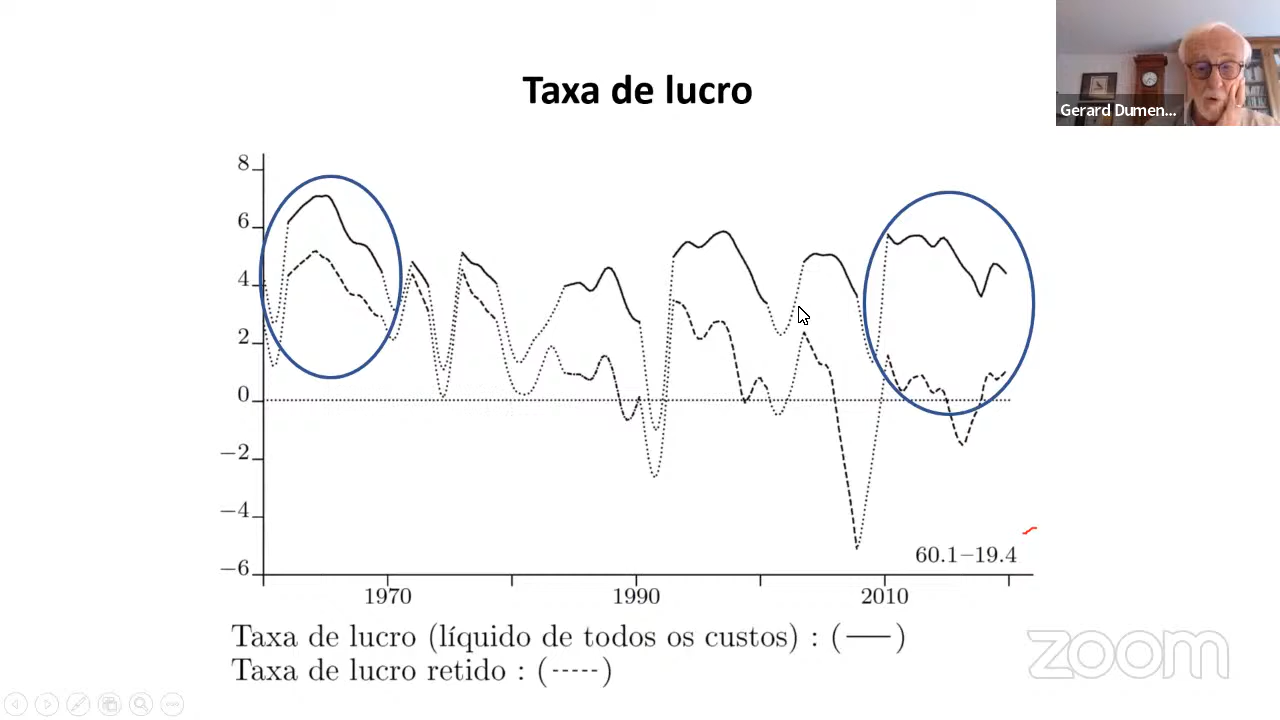 Taxa de lucro
Gerard Dumen...
8
6
4
2
0
−2
−4
−6
60.1−19.4
1970
1990
2010
Taxa de lucro (líquido de todos os custos) : (—)
Taxa de lucro retido : (-----)
zoom